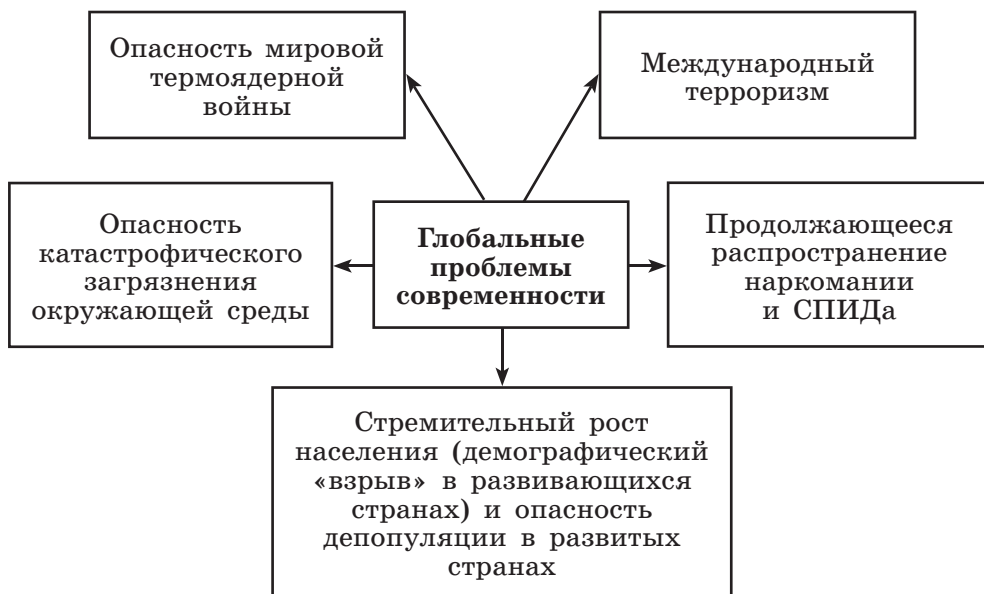 Опасность мировой
термоядерной
войны
Международный
терроризм
Опасность
катастрофического
загрязнения
окружающей среды
Глобальные
проблемы
современности
Продолжающееся
распространение
наркомании
и СПИДа
Стремительный рост
населения (демографический
«взрыв» в развивающихся
странах) и опасность
депопуляции в развитых
странах